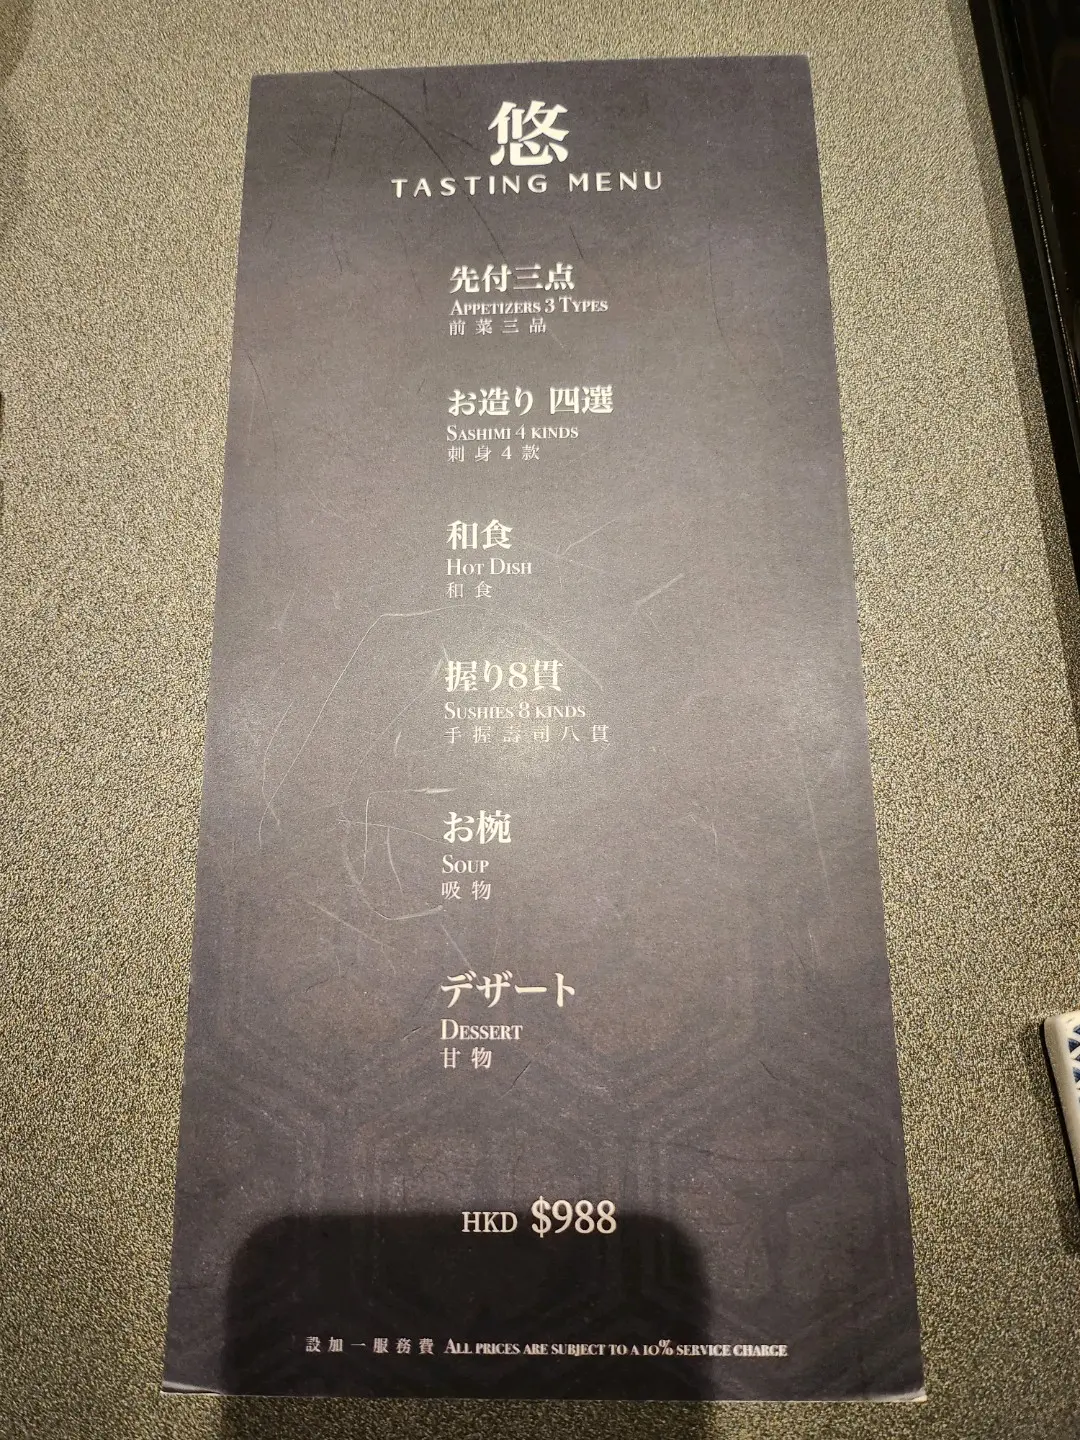 悠
TASTING MENU
先付三点
APPETIZERS 3 TYPES
前菜三品
お造り 四選
SASHIMI 4 KINDS
刺身4款
和食
HOT DISH
和食
握り8貫
SUSHIES 8 KINDS
手握壽司八貫
お椀
SOUP
吸物
デザート
DESSERT
甘物
HKD $988
設加一服務費 ALL PRICES ARE SUBJECT TO A 10% SERVICE CHARGE